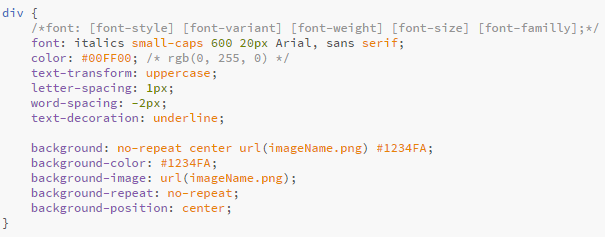 div {
    /*font: [font-style] [font-variant] [font-weight] [font-size] [font-familly];*/
    font: italics small-caps 600 20px Arial, sans serif;
    color: #00FF00; /* rgb(0, 255, 0) */
    text-transform: uppercase;
    letter-spacing: 1px;
    word-spacing: -2px;
    text-decoration: underline;

    background: no-repeat center url(imageName.png) #1234FA;
    background-color: #1234FA;
    background-image: url(imageName.png);
    background-repeat: no-repeat;
    background-position: center;
}